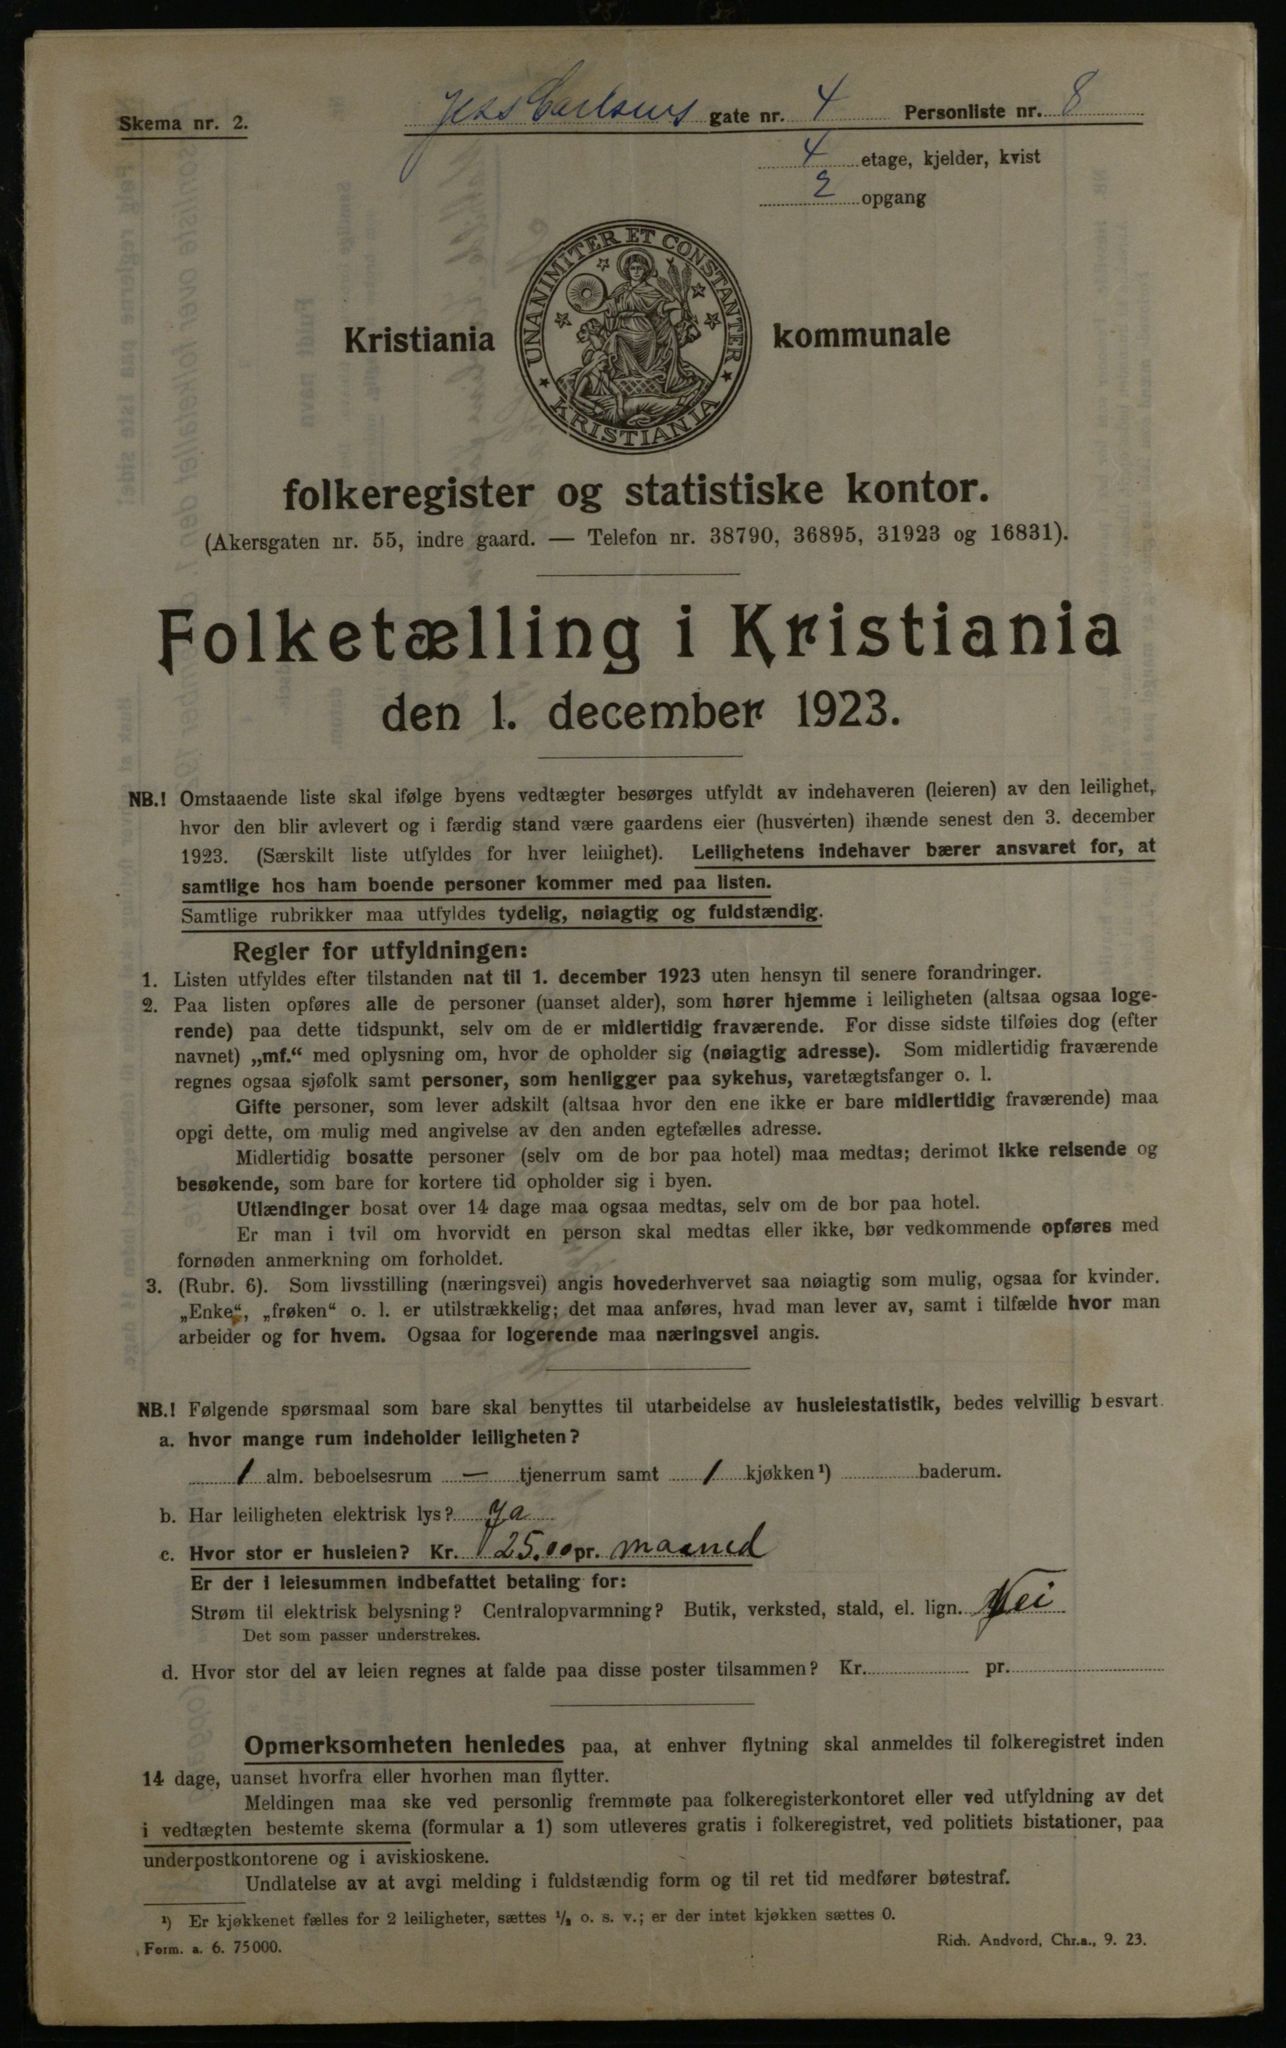 Skema nr. 2. Jess Carlsens gate nr. 4 Personliste nr. 8
4 etage, kjelder, kvist
2 opgang
UNANIMITER ET CONSTANTER
KRISTIANIA
Kristiania kommunale
folkeregister og statistiske kontor.
(Akersgaten nr. 55, indre gaard. — Telefon nr. 38790, 36895, 31923 og 16831).
Folketælling i Kristiania
den 1. december 1923.
NB.! Omstaaende liste skal ifølge byens vedtægter besørges utfyldt av indehaveren (leieren) av den leilighet,
hvor den blir avlevert og i færdig stand være gaardens eier (husverten) ihænde senest den 3. december
1923. (Særskilt liste utfyldes for hver leilighet). Leilighetens indehaver bærer ansvaret for, at
samtlige hos ham boende personer kommer med paa listen.
Samtlige rubrikker maa utfyldes tydelig, nøiagtig og fuldstændig.
Regler for utfyldningen:
1. Listen utfyldes efter tilstanden nat til 1. december 1923 uten hensyn til senere forandringer.
2. Paa listen opføres alle de personer (uanset alder), som hører hjemme i leiligheten (altsaa ogsaa loge-
rende) paa dette tidspunkt, selv om de er midlertidig fraværende. For disse sidste tilføies dog (efter
navnet) „mf.“ med oplysning om, hvor de opholder sig (nøiagtig adresse). Som midlertidig fraværende
regnes ogsaa sjøfolk samt personer, som henligger paa sykehus, varetægtsfanger o. l.
Gifte personer, som lever adskilt (altsaa hvor den ene ikke er bare midlertidig fraværende) maa
opgi dette, om mulig med angivelse av den anden egtefælles adresse.
Midlertidig bosatte personer (selv om de bor paa hotel) maa medtas; derimot ikke reisende og
besøkende, som bare for kortere tid opholder sig i byen.
Utlændinger bosat over 14 dage maa ogsaa medtas, selv om de bor paa hotel.
Er man i tvil om hvorvidt en person skal medtas eller ikke, bør vedkommende opføres med
fornøden anmerkning om forholdet.
3. (Rubr. 6). Som livsstilling (næringsvei) angis hovederhvervet saa nøiagtig som mulig, ogsaa for kvinder.
„Enke“, „frøken“ o. l. er utilstrækkelig; det maa anføres, hvad man lever av, samt i tilfælde hvor man
arbeider og for hvem. Ogsaa for logerende maa næringsvei angis.
NB.! Følgende spørsmaal som bare skal benyttes til utarbeidelse av husleiestatistik, bedes velvillig besvart.
a. hvor mange rum indeholder leiligheten?
1 alm. beboelsesrum — tjenerrum samt 1 kjøkken ¹) baderum.
b. Har leiligheten elektrisk lys? Ja
c. Hvor stor er husleien? Kr. 25.00 pr. maaned
Er der i leiesummen indbefattet betaling for:
Strøm til elektrisk belysning? Centralopvarmning? Butik, verksted, stald, el. lign. Nei
Det som passer understrekes.
d. Hvor stor del av leien regnes at falde paa disse poster tilsammen? Kr. pr.
Opmerksomheten henledes paa, at enhver flytning skal anmeldes til folkeregistret inden
14 dage, uanset hvorfra eller hvorhen man flytter.
Meldingen maa ske ved personlig fremmøte paa folkeregisterkontoret eller ved utfyldning av det
i vedtægten bestemte skema (formular a 1) som utleveres gratis i folkeregistret, ved politiets bistationer, paa
underpostkontorene og i aviskioskene.
Undlatelse av at avgi melding i fuldstændig form og til ret tid medfører bøtestraf.
¹) Er kjøkkenet fælles for 2 leiligheter, sættes ½ o. s. v.; er der intet kjøkken sættes 0.
Form. a. 6. 75000. Rich. Andvord, Chr.a., 9. 23.